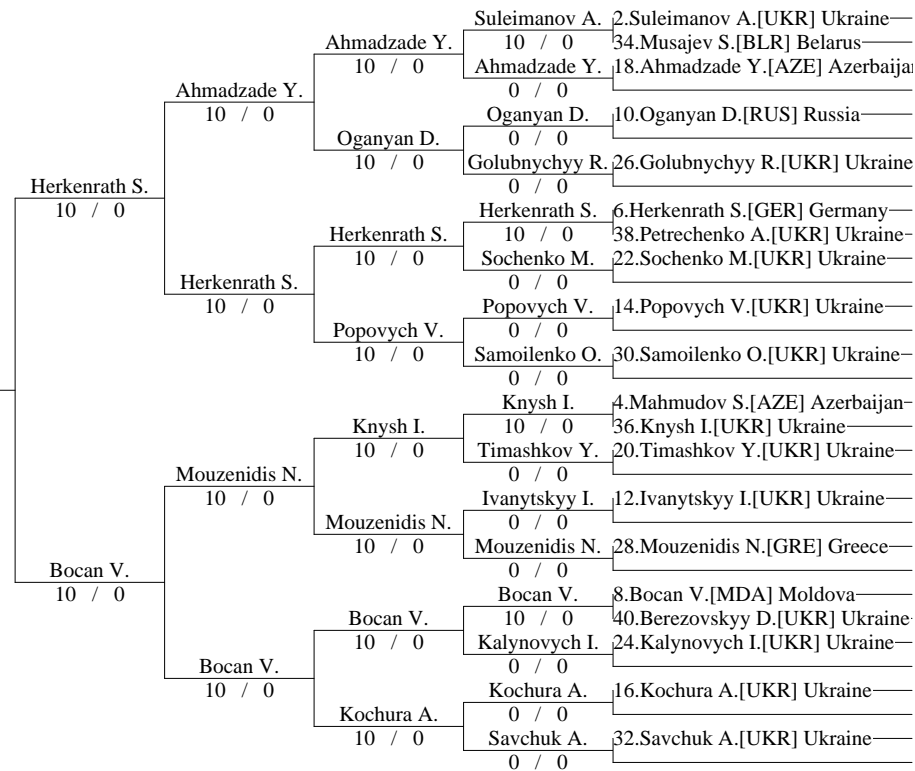 Suleimanov A. 2.Suleimanov A.[UKR] Ukraine
Ahmadzade Y. 10 / 0 34.Musajev S.[BLR] Belarus
10 / 0 Ahmadzade Y. 18.Ahmadzade Y.[AZE] Azerbaijan
Ahmadzade Y. 0 / 0
10 / 0 Oganyan D. 10.Oganyan D.[RUS] Russia
Oganyan D. 0 / 0
10 / 0 Golubnychyy R. 26.Golubnychyy R.[UKR] Ukraine
Herkenrath S. 0 / 0
10 / 0 Herkenrath S. 6.Herkenrath S.[GER] Germany
Herkenrath S. 10 / 0 38.Petrechenko A.[UKR] Ukraine
10 / 0 Sochenko M. 22.Sochenko M.[UKR] Ukraine
Herkenrath S. 0 / 0
10 / 0 Popovych V. 14.Popovych V.[UKR] Ukraine
Popovych V. 0 / 0
10 / 0 Samoilenko O. 30.Samoilenko O.[UKR] Ukraine
0 / 0
Knysh I. 4.Mahmudov S.[AZE] Azerbaijan
Knysh I. 10 / 0 36.Knysh I.[UKR] Ukraine
10 / 0 Timashkov Y. 20.Timashkov Y.[UKR] Ukraine
Mouzenidis N. 0 / 0
10 / 0 Ivanytskyy I. 12.Ivanytskyy I.[UKR] Ukraine
Mouzenidis N. 0 / 0
10 / 0 Mouzenidis N. 28.Mouzenidis N.[GRE] Greece
Bocan V. 0 / 0
10 / 0 Bocan V. 8.Bocan V.[MDA] Moldova
Bocan V. 10 / 0 40.Berezovskyy D.[UKR] Ukraine
10 / 0 Kalynovych I. 24.Kalynovych I.[UKR] Ukraine
Bocan V. 0 / 0
10 / 0 Kochura A. 16.Kochura A.[UKR] Ukraine
Kochura A. 0 / 0
10 / 0 Savchuk A. 32.Savchuk A.[UKR] Ukraine
0 / 0